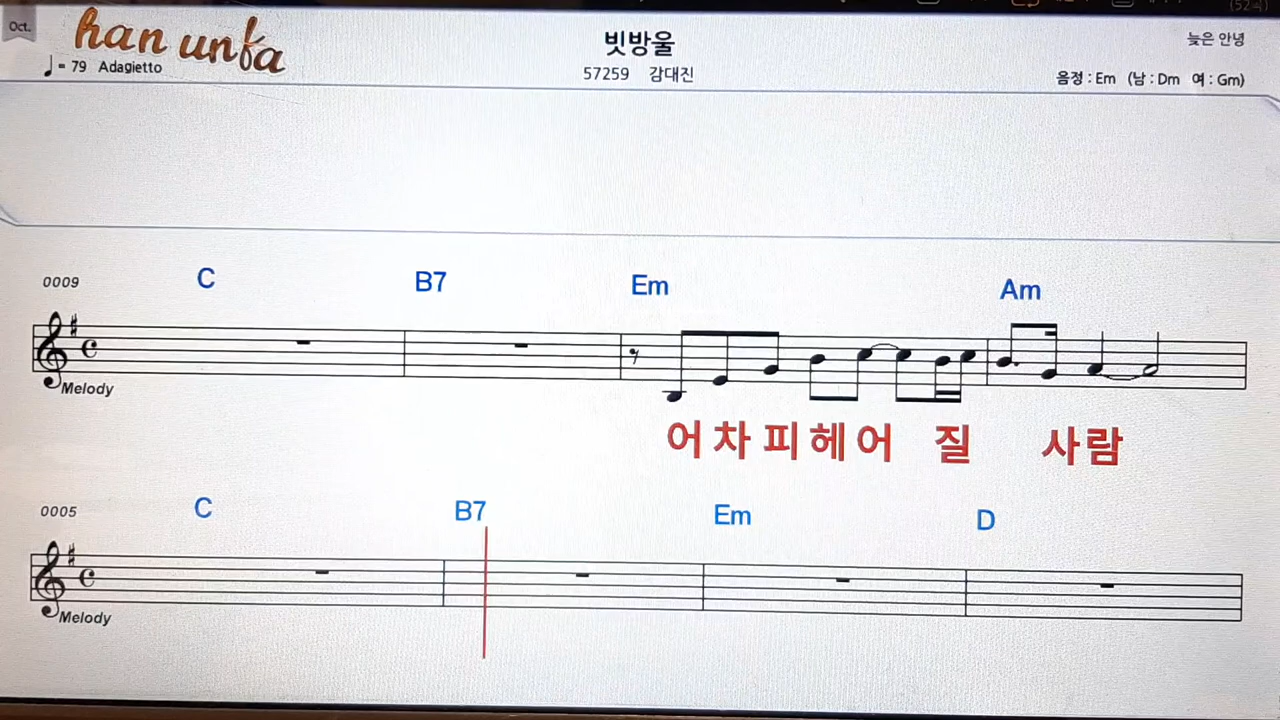 (524)
Oct.
han unfa
빗방울
늦은 안녕
♩= 79 Adagietto
57259 감대진
음정 : Em (남 : Dm 여 : Gm)
0009 C B7 Em Am
Melody
어 차 피 헤 어 질 사 람
0005 C B7 Em D
Melody